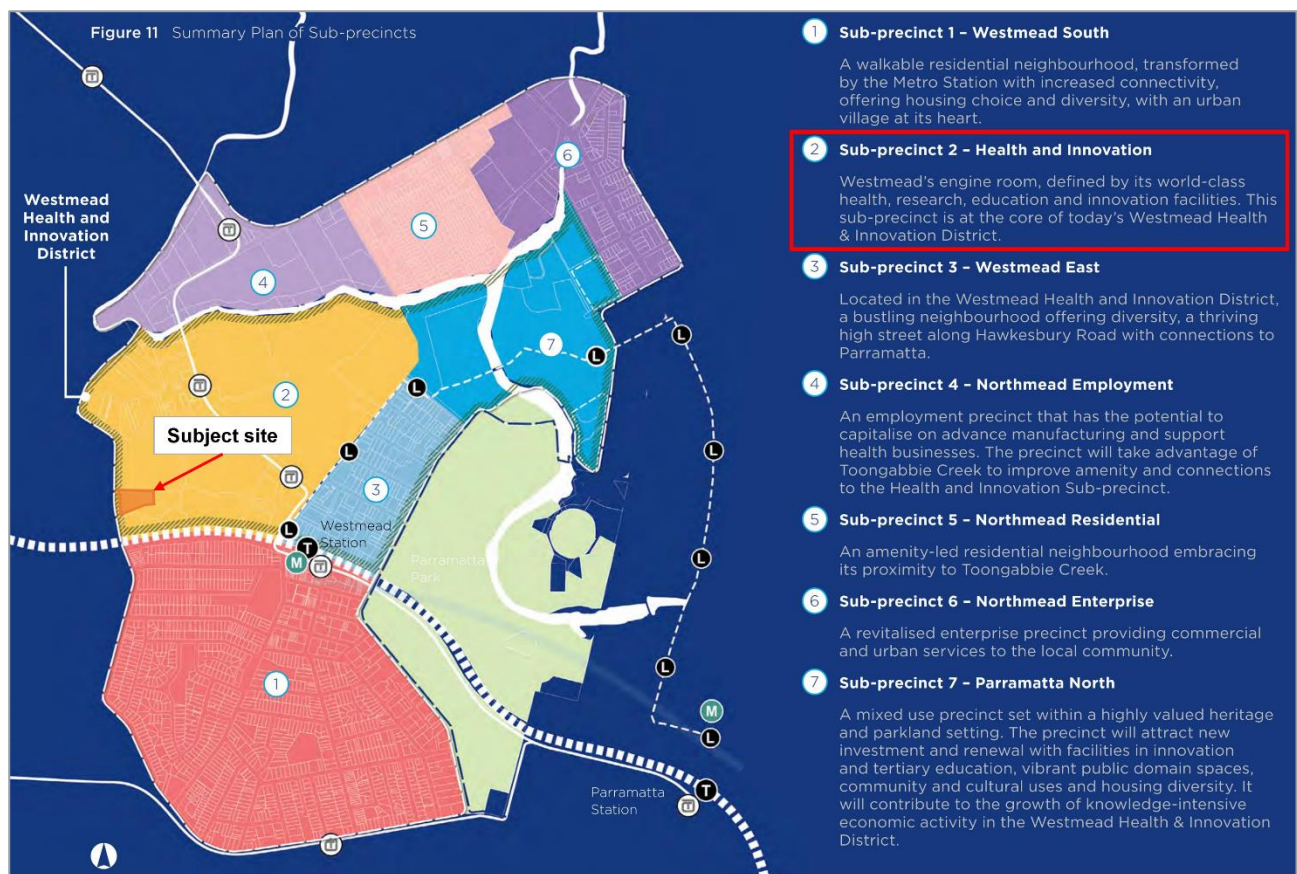 Figure 11 Summary Plan of Sub-precincts
Westmead
Health and
Innovation
District
Subject site
Westmead
Station
Parramatta
Park
Parramatta
Station
1
2
3
4
5
6
7
L
L
L
L
L
L
L
L
L
T
M
M
T
1 Sub-precinct 1 – Westmead South
A walkable residential neighbourhood, transformed
by the Metro Station with increased connectivity,
offering housing choice and diversity, with an urban
village at its heart.
2 Sub-precinct 2 – Health and Innovation
Westmead's engine room, defined by its world-class
health, research, education and innovation facilities. This
sub-precinct is at the core of today's Westmead Health
& Innovation District.
3 Sub-precinct 3 – Westmead East
Located in the Westmead Health and Innovation District,
a bustling neighbourhood offering diversity, a thriving
high street along Hawkesbury Road with connections to
Parramatta.
4 Sub-precinct 4 – Northmead Employment
An employment precinct that has the potential to
capitalise on advance manufacturing and support
health businesses. The precinct will take advantage of
Toongabbie Creek to improve amenity and connections
to the Health and Innovation Sub-precinct.
5 Sub-precinct 5 – Northmead Residential
An amenity-led residential neighbourhood embracing
its proximity to Toongabbie Creek.
6 Sub-precinct 6 – Northmead Enterprise
A revitalised enterprise precinct providing commercial
and urban services to the local community.
7 Sub-precinct 7 – Parramatta North
A mixed use precinct set within a highly valued heritage
and parkland setting. The precinct will attract new
investment and renewal with facilities in innovation
and tertiary education, vibrant public domain spaces,
community and cultural uses and housing diversity. It
will contribute to the growth of knowledge-intensive
economic activity in the Westmead Health & Innovation
District.